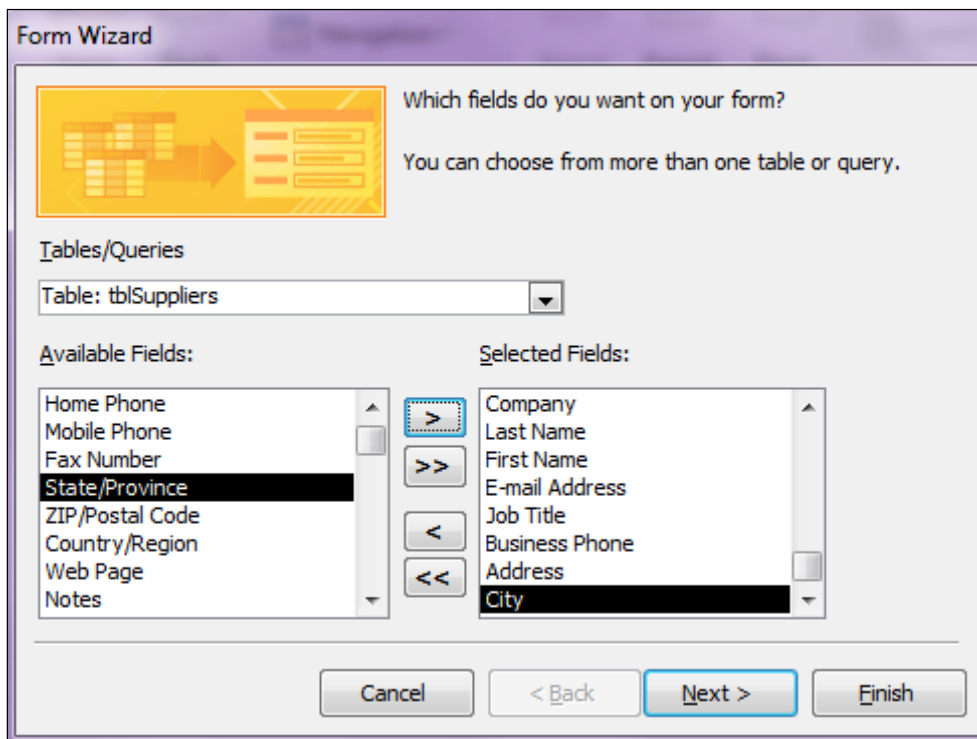 Form Wizard
Which fields do you want on your form?
You can choose from more than one table or query.
Tables/Queries
Table: tblSuppliers
Available Fields:
Selected Fields:
Home Phone
Mobile Phone
Fax Number
State/Province
ZIP/Postal Code
Country/Region
Web Page
Notes
>
>>
<
<<
Company
Last Name
First Name
E-mail Address
Job Title
Business Phone
Address
City
Cancel
< Back
Next >
Finish